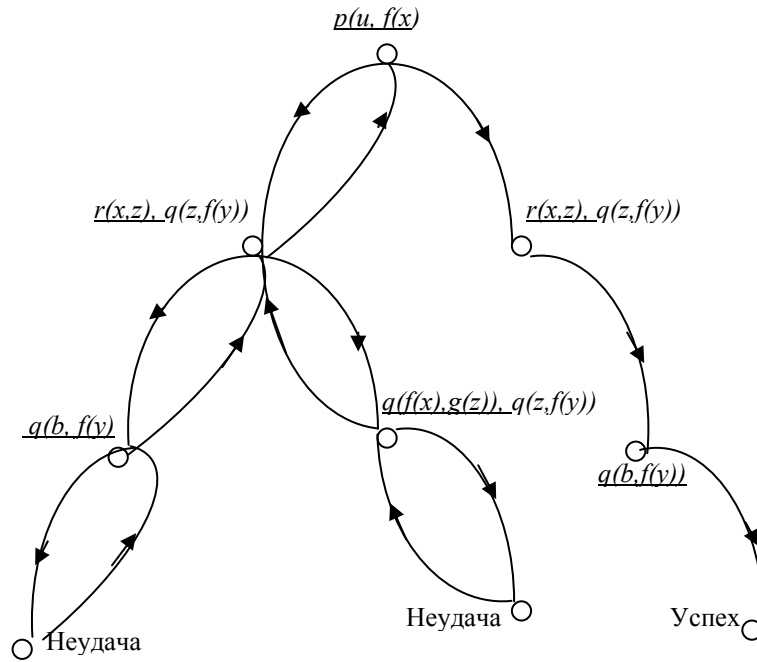 p(u, f(x)
r(x,z), q(z,f(y))
r(x,z), q(z,f(y))
q(b, f(y)
q(f(x),g(z)), q(z,f(y))
q(b,f(y))
Неудача
Неудача
Успех